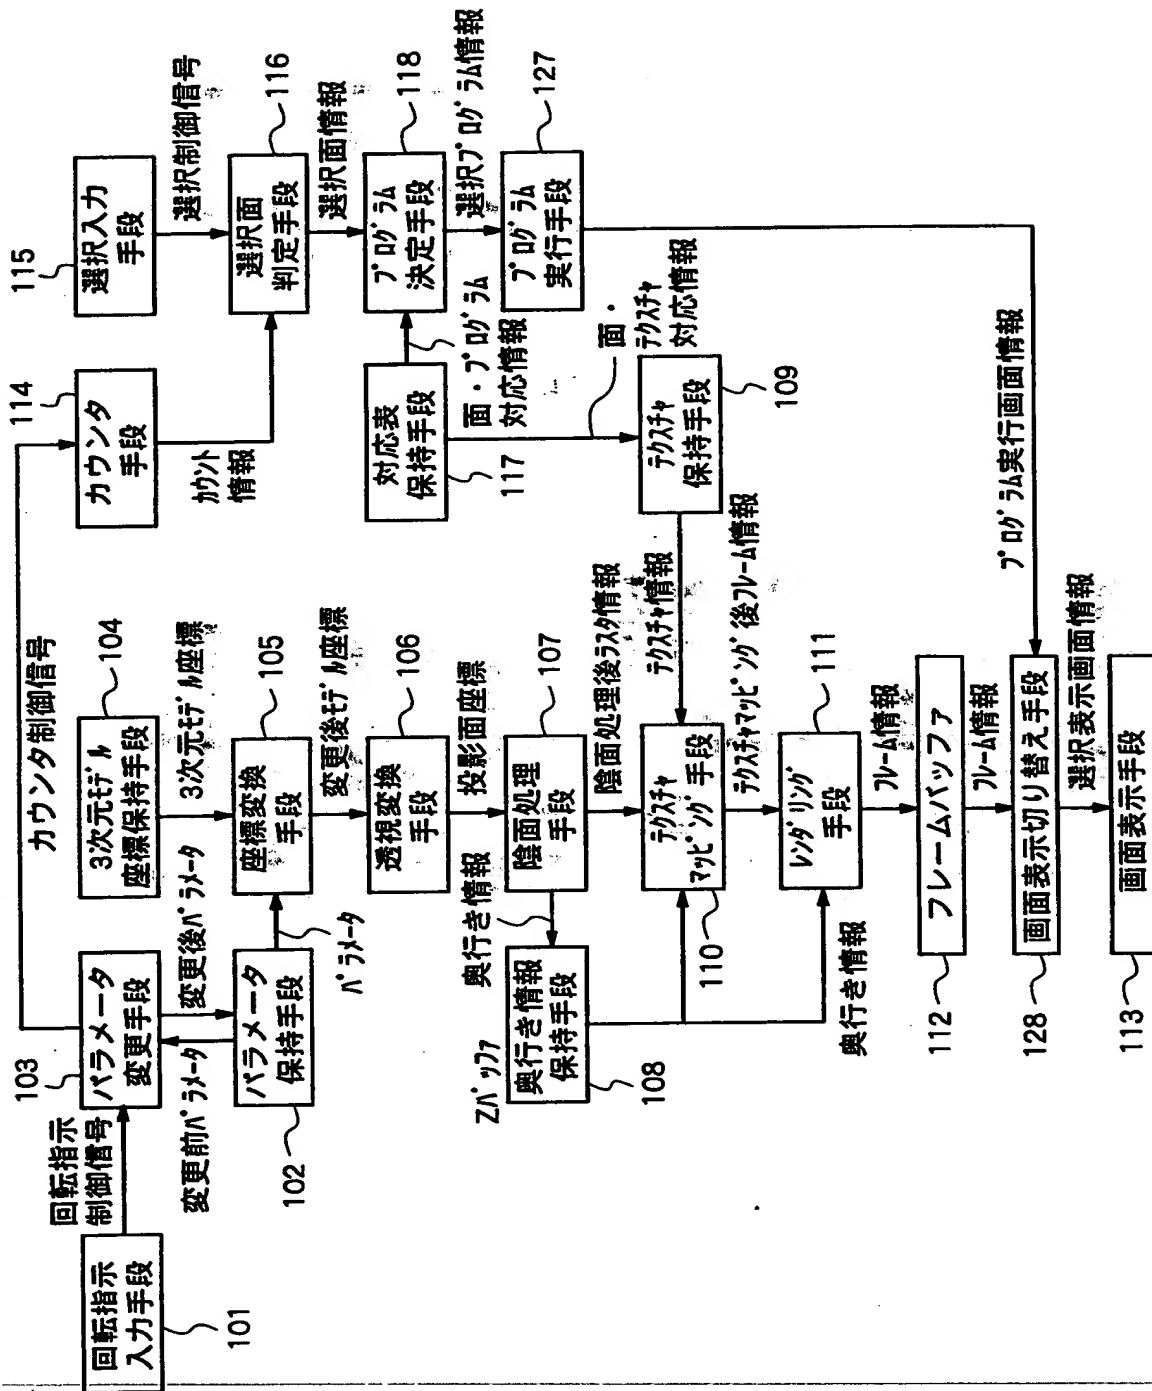 回転指示
入力手段
101
回転指示
制御信号
103
パラメータ
変更手段
変更前パラメータ
変更後パラメータ
パラメータ
保持手段
102
パラメータ
カウンタ制御信号
3次元モデル
座標保持手段
104
3次元モデル座標
座標変換
手段
105
変更後モデル座標
透視変換
手段
106
投影面座標
陰面処理
手段
107
奥行き情報
Zバッファ
奥行き情報
保持手段
108
陰面処理後ラスタ情報
テクスチャ情報
テクスチャ
マッピング手段
110
テクスチャマッピング後フレーム情報
レンダリング
手段
111
奥行き情報
フレーム情報
フレームバッファ
112
フレーム情報
画面表示切り替え手段
128
選択表示画面情報
画面表示手段
113
114
カウンタ
手段
カウント
情報
115
選択入力
手段
選択制御信号
選択面
判定手段
116
選択面情報
プログラム
決定手段
118
選択プログラム情報
プログラム
実行手段
127
対応表
保持手段
117
面・プログラム
対応情報
面・
テクスチャ
対応情報
テクスチャ
保持手段
109
プログラム実行画面情報